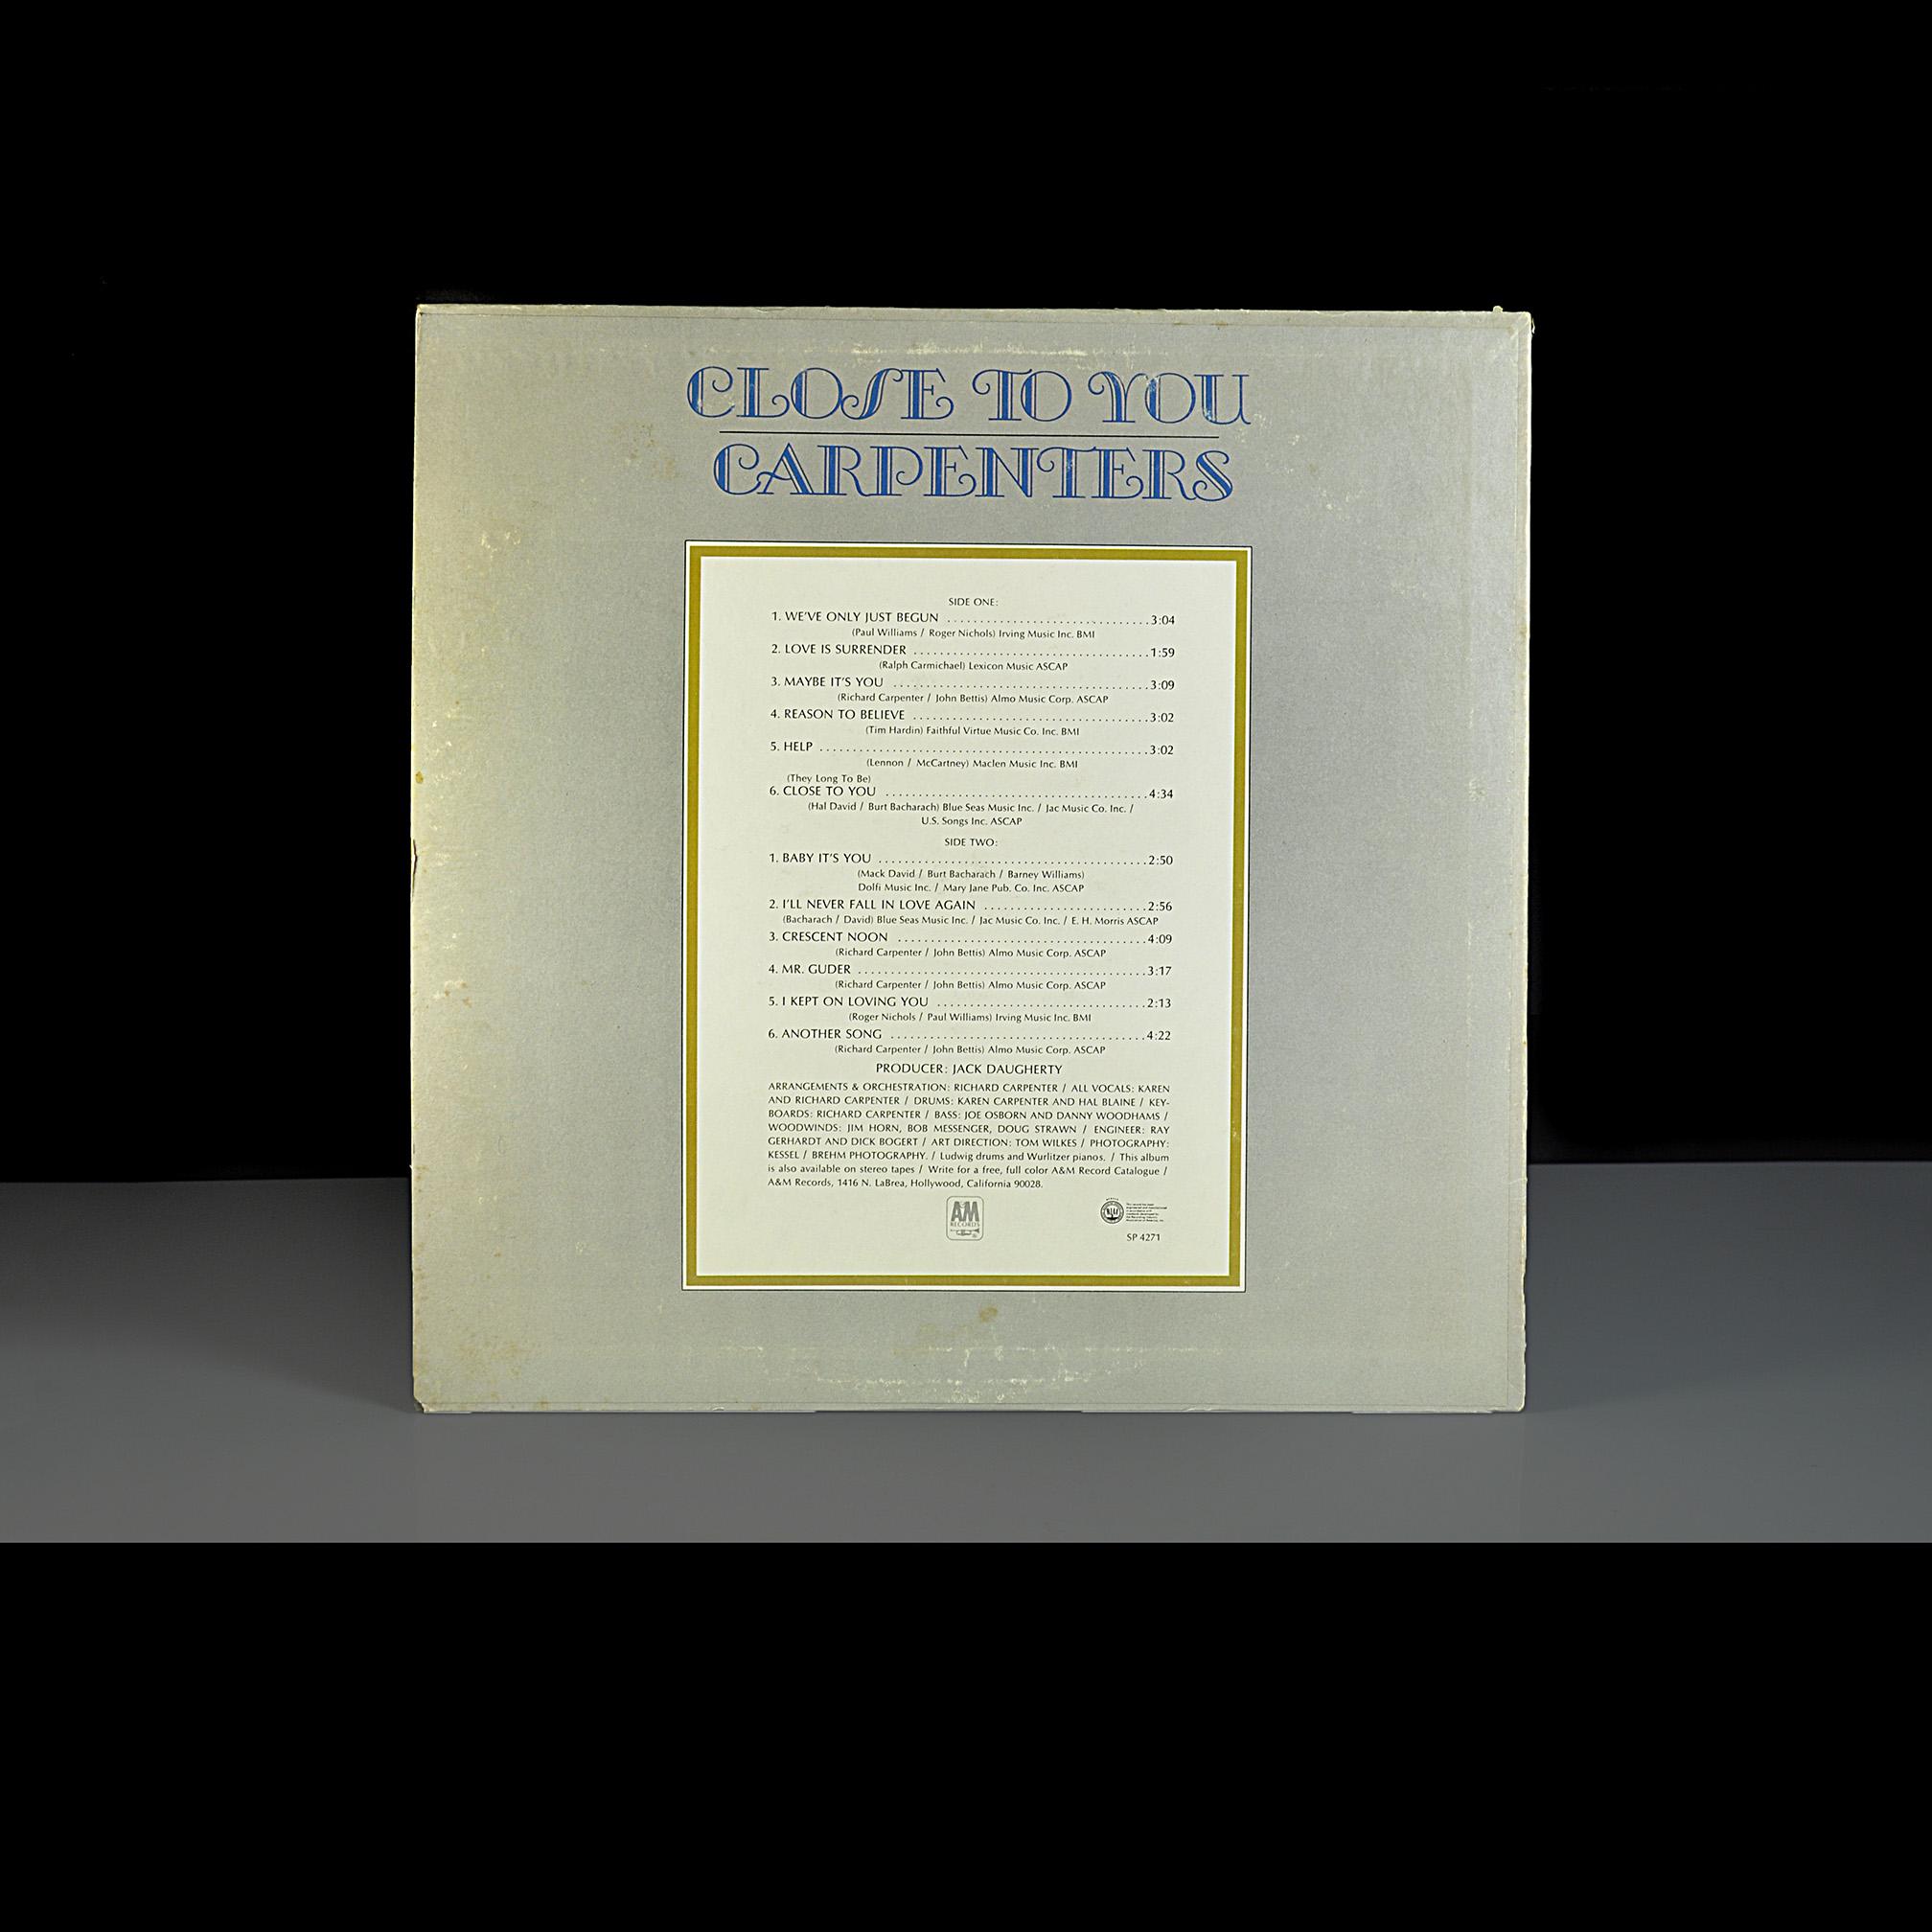 CLOSE TO YOU
CARPENTERS
SIDE ONE:
1. WE'VE ONLY JUST BEGUN ................................3:04
(Paul Williams / Roger Nichols) Irving Music Inc. BMI
2. LOVE IS SURRENDER ....................................1:59
(Ralph Carmichael) Lexicon Music ASCAP
3. MAYBE IT'S YOU .......................................3:09
(Richard Carpenter / John Bettis) Almo Music Corp. ASCAP
4. REASON TO BELIEVE ....................................3:02
(Tim Hardin) Faithful Virtue Music Co. Inc. BMI
5. HELP .................................................3:02
(Lennon / McCartney) Maclen Music Inc. BMI
(They Long To Be)
6. CLOSE TO YOU ........................................4:34
(Hal David / Burt Bacharach) Blue Seas Music Inc. / Jac Music Co. Inc. /
U.S. Songs Inc. ASCAP
SIDE TWO:
1. BABY IT'S YOU .........................................2:50
(Mack David / Burt Bacharach / Barney Williams)
Dolfi Music Inc. / Mary Jane Pub. Co. Inc. ASCAP
2. I'LL NEVER FALL IN LOVE AGAIN .........................2:56
(Bacharach / David) Blue Seas Music Inc. / Jac Music Co. Inc. / E. H. Morris ASCAP
3. CRESCENT NOON ......................................4:09
(Richard Carpenter / John Bettis) Almo Music Corp. ASCAP
4. MR. GUDER ............................................3:17
(Richard Carpenter / John Bettis) Almo Music Corp. ASCAP
5. I KEPT ON LOVING YOU ................................2:13
(Roger Nichols / Paul Williams) Irving Music Inc. BMI
6. ANOTHER SONG .......................................4:22
(Richard Carpenter / John Bettis) Almo Music Corp. ASCAP
PRODUCER: JACK DAUGHERTY
ARRANGEMENTS & ORCHESTRATION: RICHARD CARPENTER / ALL VOCALS: KAREN
AND RICHARD CARPENTER / DRUMS: KAREN CARPENTER AND HAL BLAINE / KEY-
BOARDS: RICHARD CARPENTER / BASS: JOE OSBORN AND DANNY WOODHAMS /
WOODWINDS: JIM HORN, BOB MESSENGER, DOUG STRAWN / ENGINEER: RAY
GERHARDT AND DICK BOGERT / ART DIRECTION: TOM WILKES / PHOTOGRAPHY:
KESSEL / BREHM PHOTOGRAPHY. / Ludwig drums and Wurlitzer pianos. / This album
is also available on stereo tapes / Write for a free, full color A&M Record Catalogue /
A&M Records, 1416 N. LaBrea, Hollywood, California 90028.
A&M
RECORDS
SP 4271